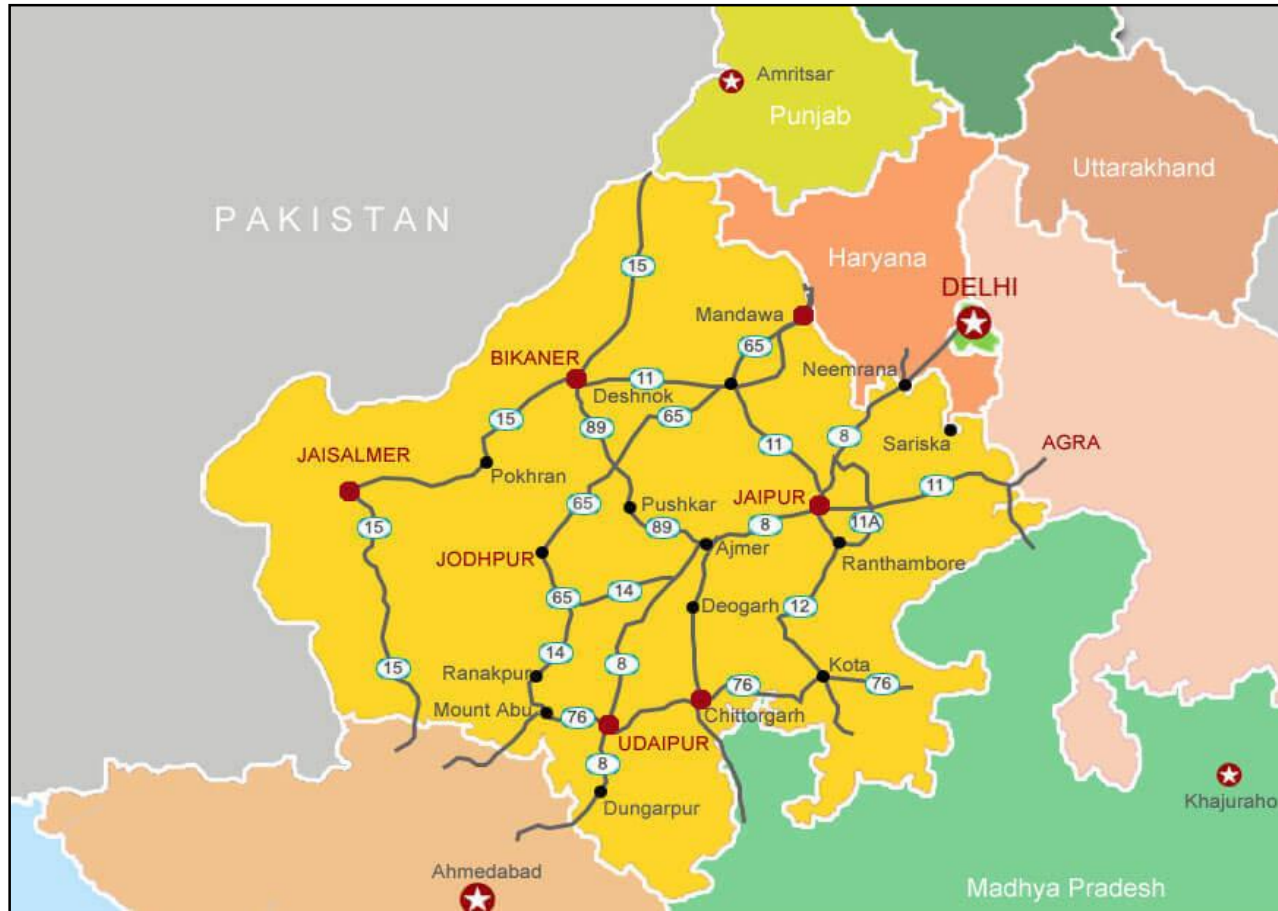 Amritsar
Punjab
Uttarakhand
PAKISTAN
Haryana
15
DELHI
Mandawa
65
BIKANER
11
Neemrana
Deshnok
65
15
89
8
11
Sariska
JAISALMER
Pokhran
AGRA
11
65
Pushkar
JAIPUR
15
89
8
11A
JODHPUR
Ajmer
Ranthambore
65
14
Deogarh
12
14
8
Kota
15
Ranakpur
76
76
Mount Abu
76
Chittorgarh
UDAIPUR
8
Dungarpur
Khajuraho
Ahmedabad
Madhya Pradesh